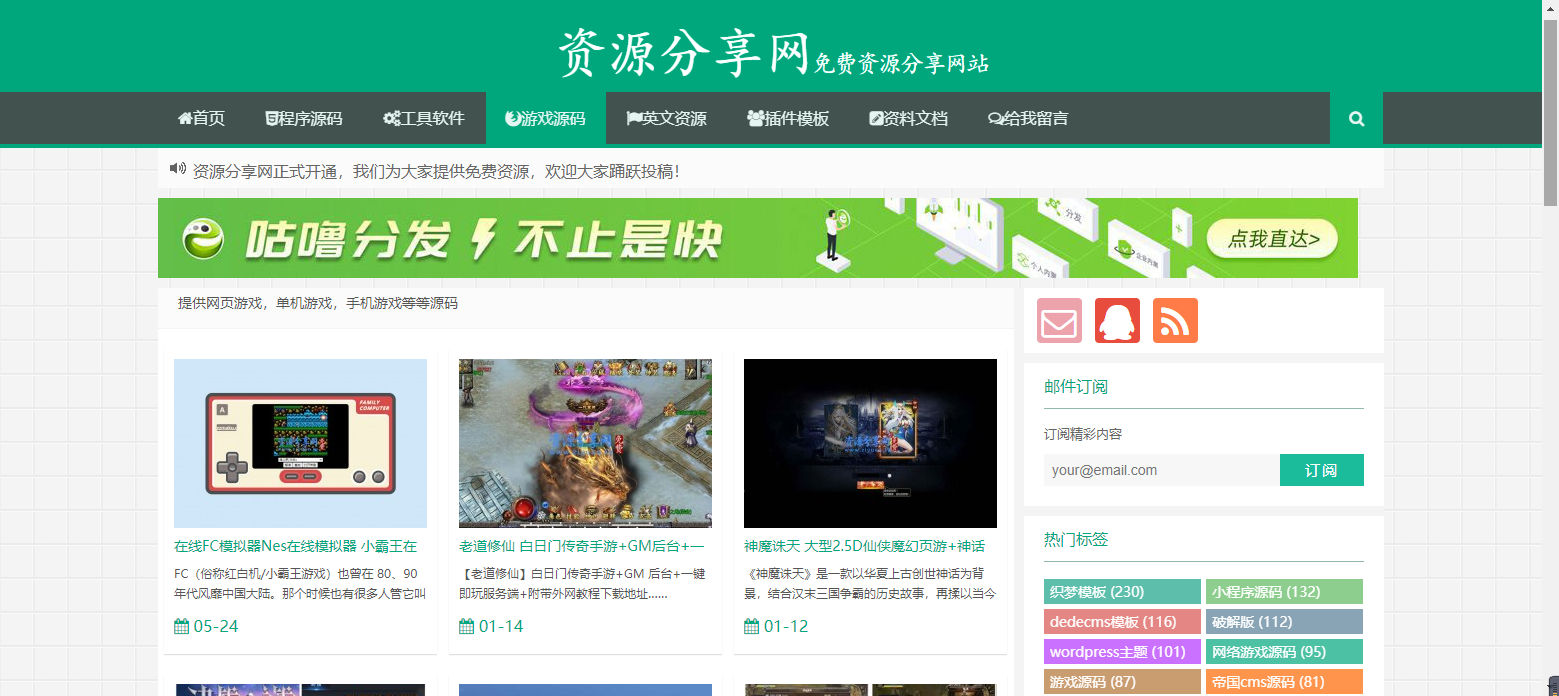 资源分享网免费资源分享网站
首页 程序源码 工具软件 游戏源码 英文资源 插件模板 资料文档 给我留言
资源分享网正式开通，我们为大家提供免费资源，欢迎大家踊跃投稿！
咕噜分发 不止是快 点我直达>
分发
个人内测
企业内测
提供网页游戏，单机游戏，手机游戏等等源码
A
FAMILY COMPUTER
在线FC模拟器Nes在线模拟器 小霸王在
FC（俗称红白机/小霸王游戏）也曾在 80、90
年代风靡中国大陆。那个时候也有很多人管它叫
05-24
老道修仙 白日门传奇手游+GM后台+一
【老道修仙】白日门传奇手游+GM 后台+一键
即玩服务端+附带外网教程下载地址......
01-14
神魔诛天 大型2.5D仙侠魔幻页游+神话
《神魔诛天》是一款以华夏上古创世神话为背
景，结合汉末三国争霸的历史故事，再揉以当今
01-12
邮件订阅
订阅精彩内容
your@email.com 订阅
热门标签
织梦模板 (230) 小程序源码 (132)
dedecms模板 (116) 破解版 (112)
wordpress主题 (101) 网络游戏源码 (95)
游戏源码 (87) 帝国cms源码 (81)